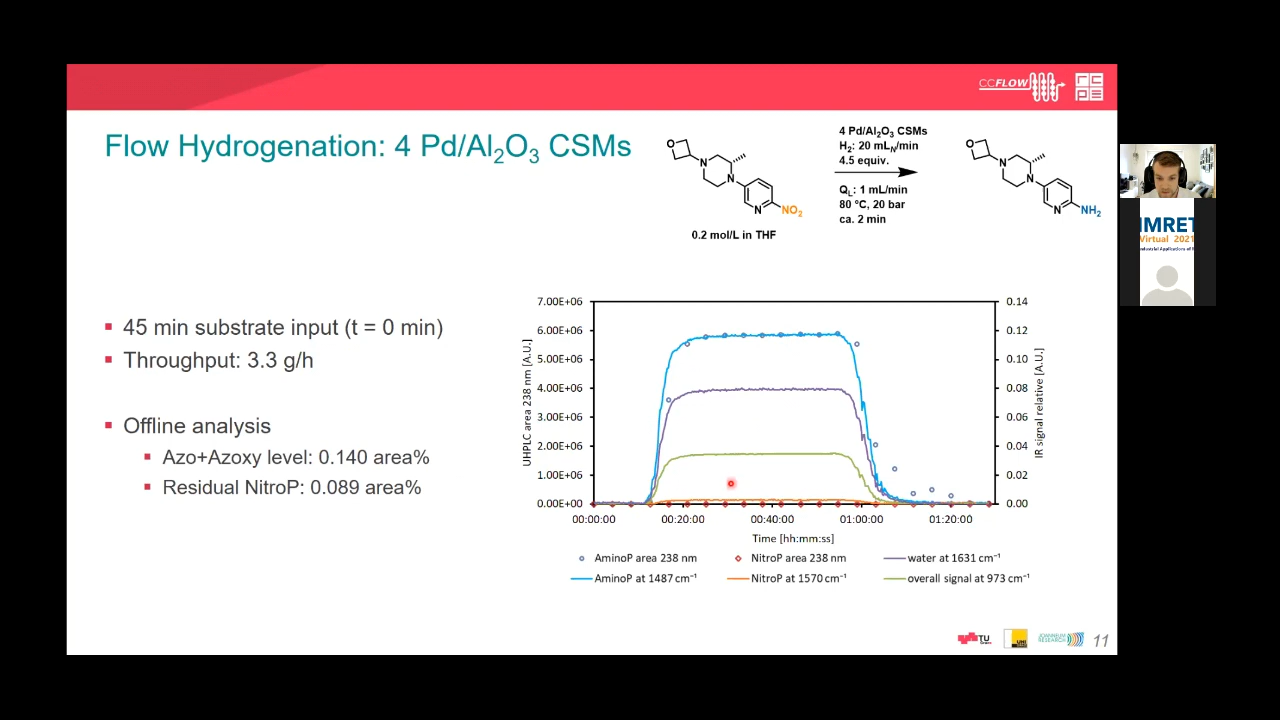 CCFLOW
RC
PE
Flow Hydrogenation: 4 Pd/Al₂O₃ CSMs
O
N
N
N
NO₂
0.2 mol/L in THF
4 Pd/Al₂O₃ CSMs
H₂: 20 mL_N/min
4.5 equiv.
Q_L: 1 mL/min
80 °C, 20 bar
ca. 2 min
O
N
N
N
NH₂
45 min substrate input (t = 0 min)
Throughput: 3.3 g/h
Offline analysis
Azo+Azoxy level: 0.140 area%
Residual NitroP: 0.089 area%
UHPLC area 238 nm [A.U.]
7.00E+06
6.00E+06
5.00E+06
4.00E+06
3.00E+06
2.00E+06
1.00E+06
0.00E+00
0.14
0.12
0.10
0.08
0.06
0.04
0.02
0.00
IR signal relative [A.U.]
00:00:00 00:20:00 00:40:00 01:00:00 01:20:00
Time [hh:mm:ss]
AminoP area 238 nm NitroP area 238 nm water at 1631 cm⁻¹
AminoP at 1487 cm⁻¹ NitroP at 1570 cm⁻¹ overall signal at 973 cm⁻¹
TU
UNI
JOANNEUM
RESEARCH
11
IMRET
Virtual 2021